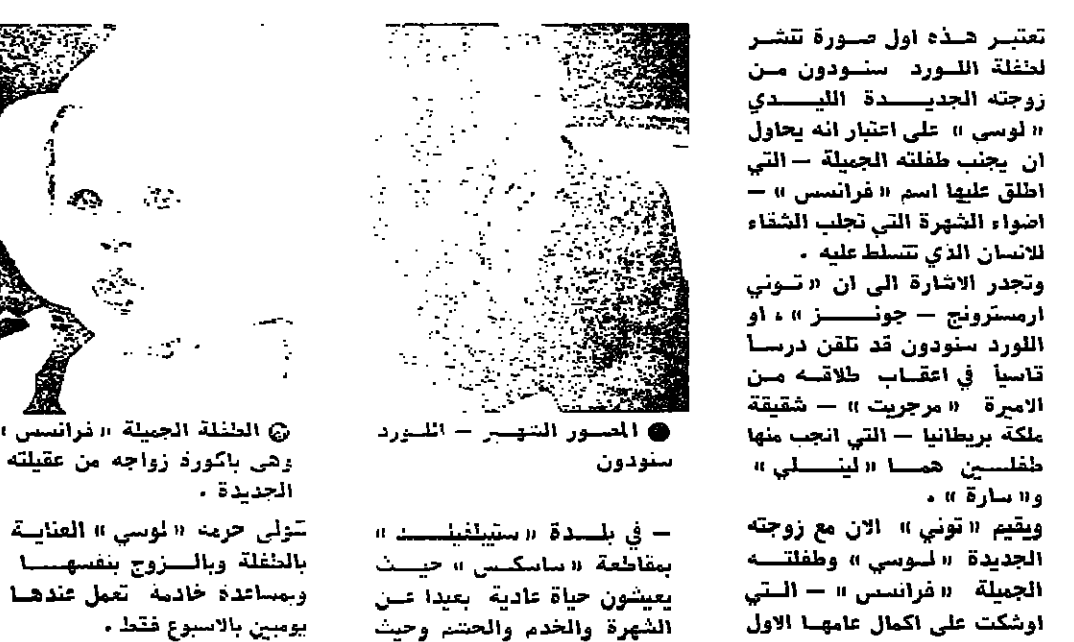 تعتبر هذه اول صورة تنشر
لطفلة اللورد سنودون من
زوجته الجديدة الليدي
« لوسي » على اعتبار انه يحاول
ان يجنب طفلته الجميلة — التي
اطلق عليها اسم « فرانسس » —
اضواء الشهرة التي تجلب الشقاء
للانسان الذي تتسلط عليه .
وتجدر الاشارة الى ان « توني
ارمسترونج — جونز » ، او
اللورد سنودون قد تلقن درسا
قاسيا في اعقاب طلاقه من
الاميرة « مرجريت » — شقيقة
ملكة بريطانيا — التي انجب منها
طفلين هما « لينلي »
و« سارة » .
ويقيم « توني » الان مع زوجته
الجديدة « لوسي » وطفلته
الجميلة « فرانسس » — التي
اوشكت على اكمال عامها الاول
المصور الشهير — اللورد
سنودون
— في بلدة « ستيبلفيلد »
بمقاطعة « ساسكس » حيث
يعيشون حياة عادية بعيدا عن
الشهرة والخدم والحشم وحيث
الطفلة الجميلة « فرانسس »
وهى باكورة زواجه من عقيلته
الجديدة .
تتولى حرمه « لوسي » العناية
بالطفلة وبالزوج بنفسها
وبمساعدة خادمة تعمل عندها
يومين بالاسبوع فقط .